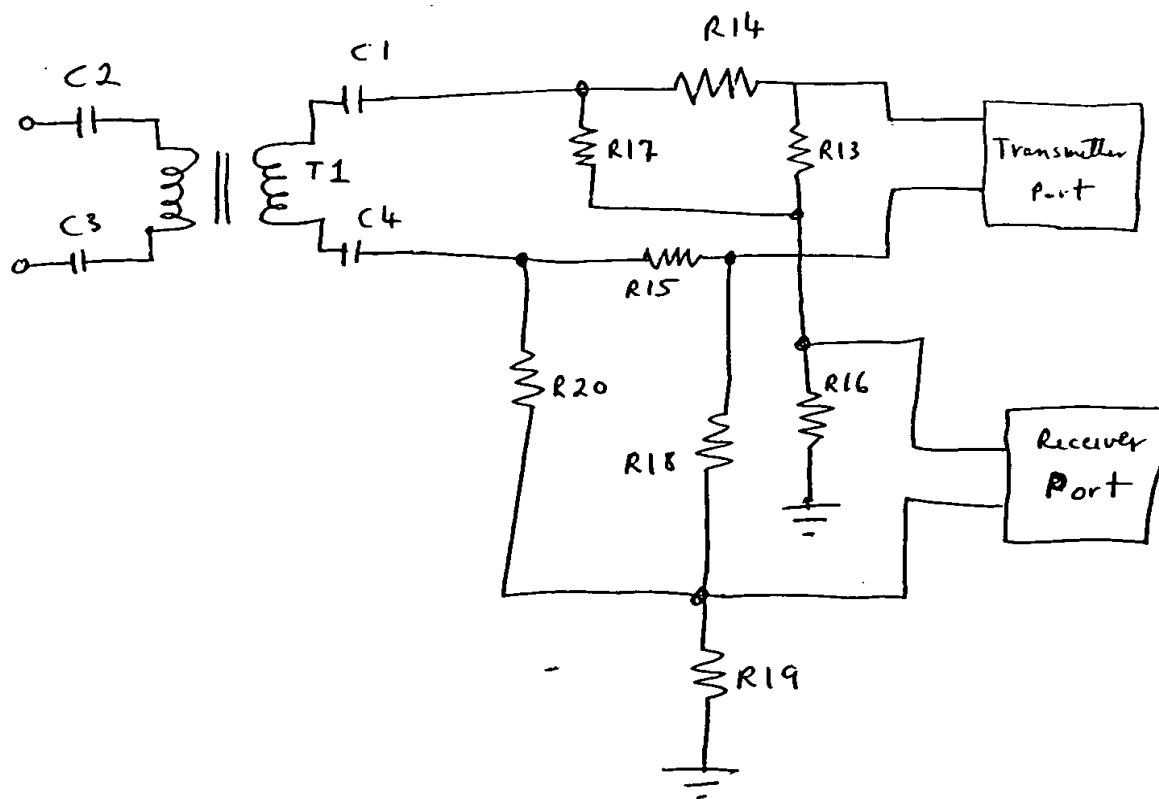 R14
C1
C2
R17
R13
Transmitter
Port
T1
C4
C3
R15
R20
R16
R18
Receiver
Port
R19